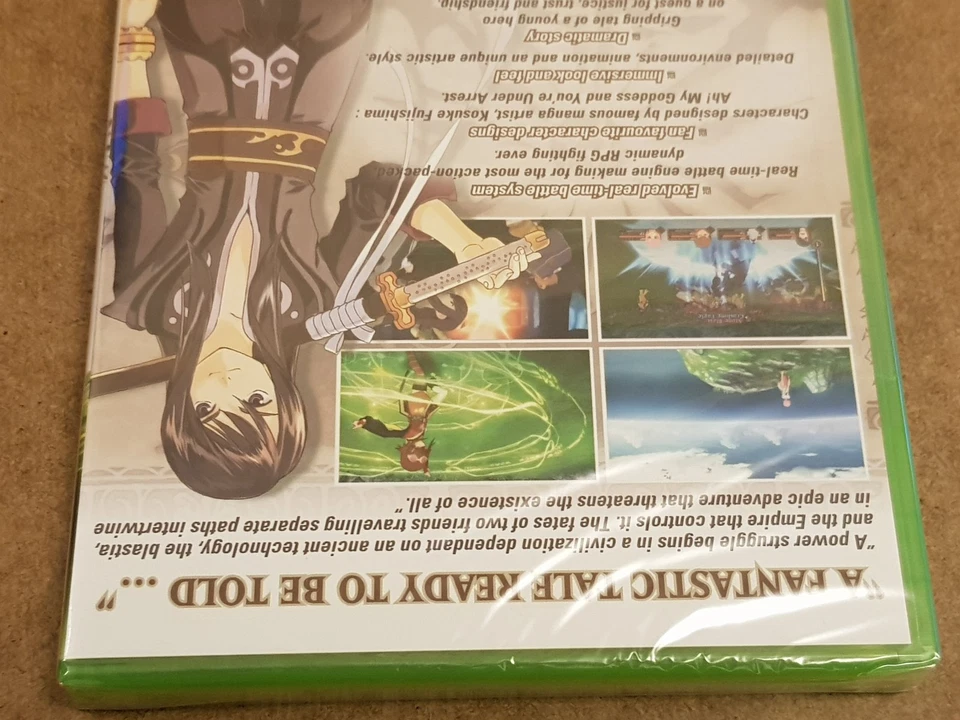 "A FANTASTIC TALE READY TO BE TOLD ..."
"A power struggle begins in a civilization dependant on an ancient technology, the blastia,
and the Empire that controls it. The fates of two friends travelling separate paths intertwine
in an epic adventure that threatens the existence of all."
Evolved real-time battle system
Real-time battle engine making for the most action-packed,
dynamic RPG fighting ever.
Fan favourite character designs
Characters designed by famous manga artist, Kosuke Fujishima :
Ah! My Goddess and You're Under Arrest.
Immersive look and feel
Detailed environments, animation and an unique artistic style.
Dramatic story
Gripping tale of a young hero
on a quest for justice, trust and friendship.